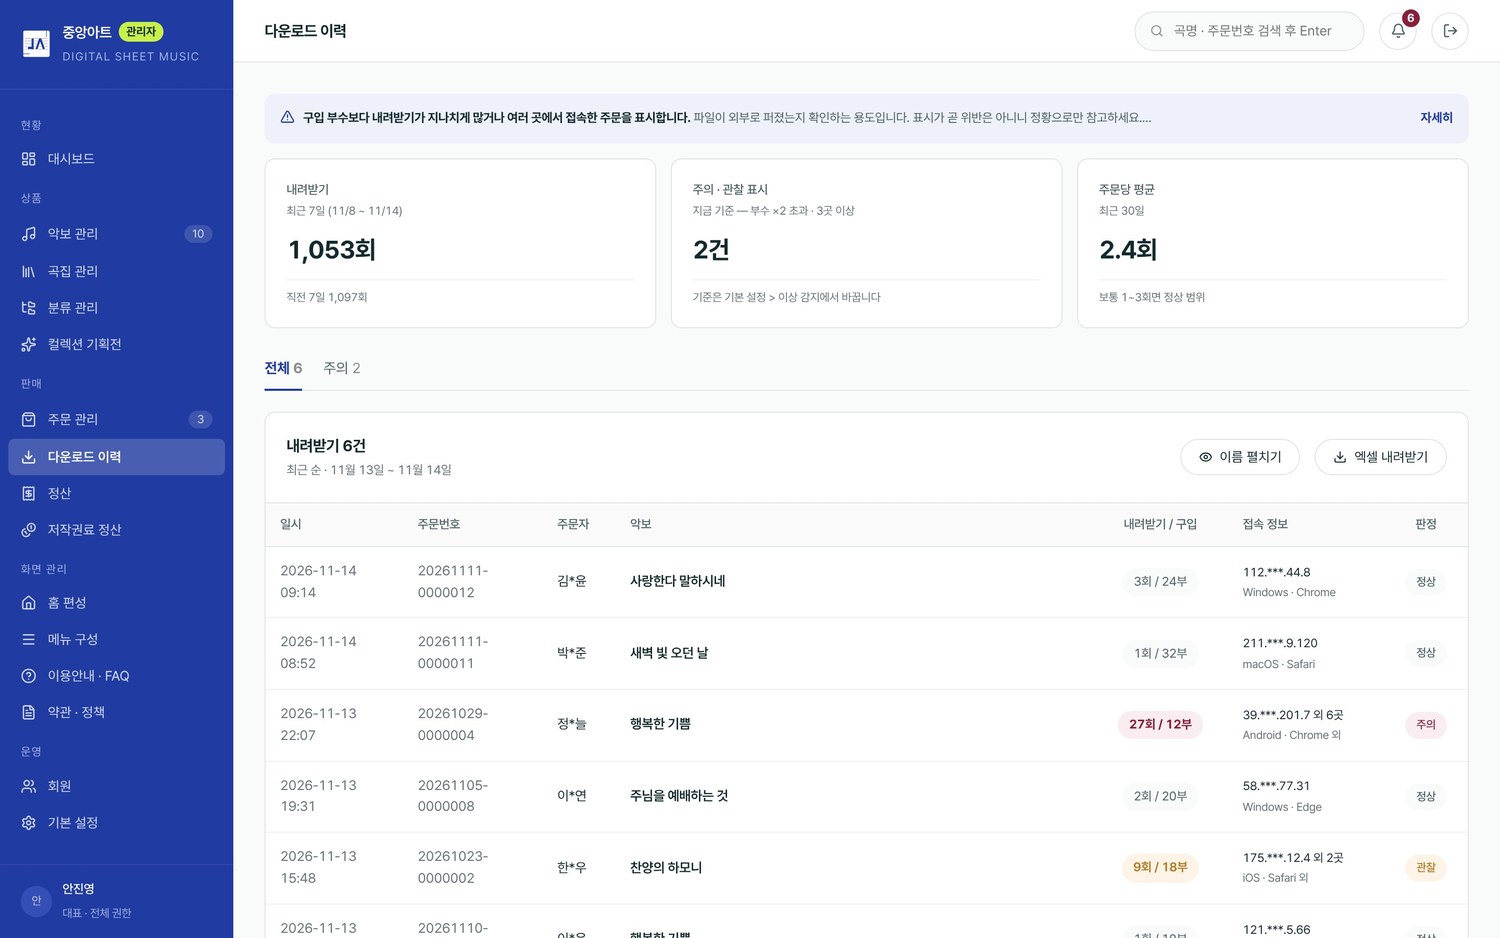 JA
중앙아트 관리자
DIGITAL SHEET MUSIC
현황
대시보드
상품
악보 관리 10
곡집 관리
분류 관리
컬렉션 기획전
판매
주문 관리 3
다운로드 이력
정산
저작권료 정산
화면 관리
홈 편성
메뉴 구성
이용안내 · FAQ
약관 · 정책
운영
회원
기본 설정
안
안진영
대표 · 전체 권한
다운로드 이력
곡명 · 주문번호 검색 후 Enter
6
구입 부수보다 내려받기가 지나치게 많거나 여러 곳에서 접속한 주문을 표시합니다. 파일이 외부로 퍼졌는지 확인하는 용도입니다. 표시가 곧 위반은 아니니 정황으로만 참고하세요.... 자세히
내려받기
최근 7일 (11/8 ~ 11/14)
1,053회
직전 7일 1,097회
주의 · 관찰 표시
지금 기준 — 부수 ×2 초과 · 3곳 이상
2건
기준은 기본 설정 > 이상 감지에서 바꿉니다
주문당 평균
최근 30일
2.4회
보통 1~3회면 정상 범위
전체 6 주의 2
내려받기 6건
최근 순 · 11월 13일 ~ 11월 14일
이름 펼치기 엑셀 내려받기
일시 주문번호 주문자 악보 내려받기 / 구입 접속 정보 판정
2026-11-14 09:14 20261111-0000012 김*윤 사랑한다 말하시네 3회 / 24부 112.***.44.8 Windows · Chrome 정상
2026-11-14 08:52 20261111-0000011 박*준 새벽 빛 오던 날 1회 / 32부 211.***.9.120 macOS · Safari 정상
2026-11-13 22:07 20261029-0000004 정*늘 행복한 기쁨 27회 / 12부 39.***.201.7 외 6곳 Android · Chrome 외 주의
2026-11-13 19:31 20261105-0000008 이*연 주님을 예배하는 것 2회 / 20부 58.***.77.31 Windows · Edge 정상
2026-11-13 15:48 20261023-0000002 한*우 찬양의 하모니 9회 / 18부 175.***.12.4 외 2곳 iOS · Safari 외 관찰
2026-11-13 20261110- 행복한 기쁨 121.***.5.66